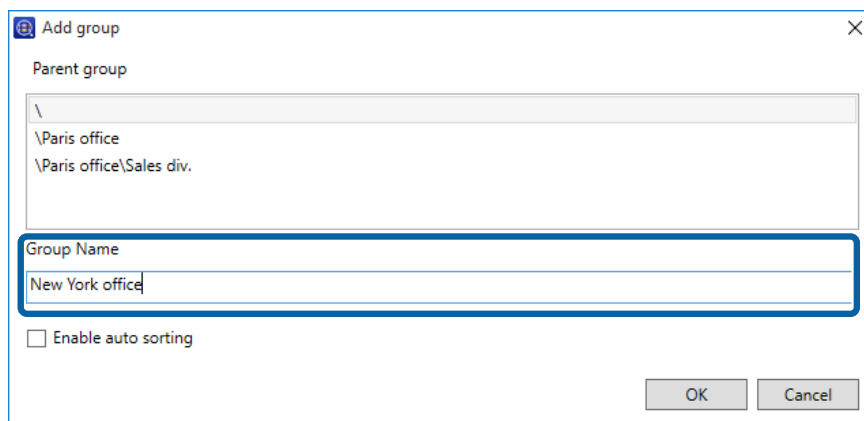 Add group
Parent group
\
\Paris office
\Paris office\Sales div.
Group Name
New York office
Enable auto sorting
OK Cancel